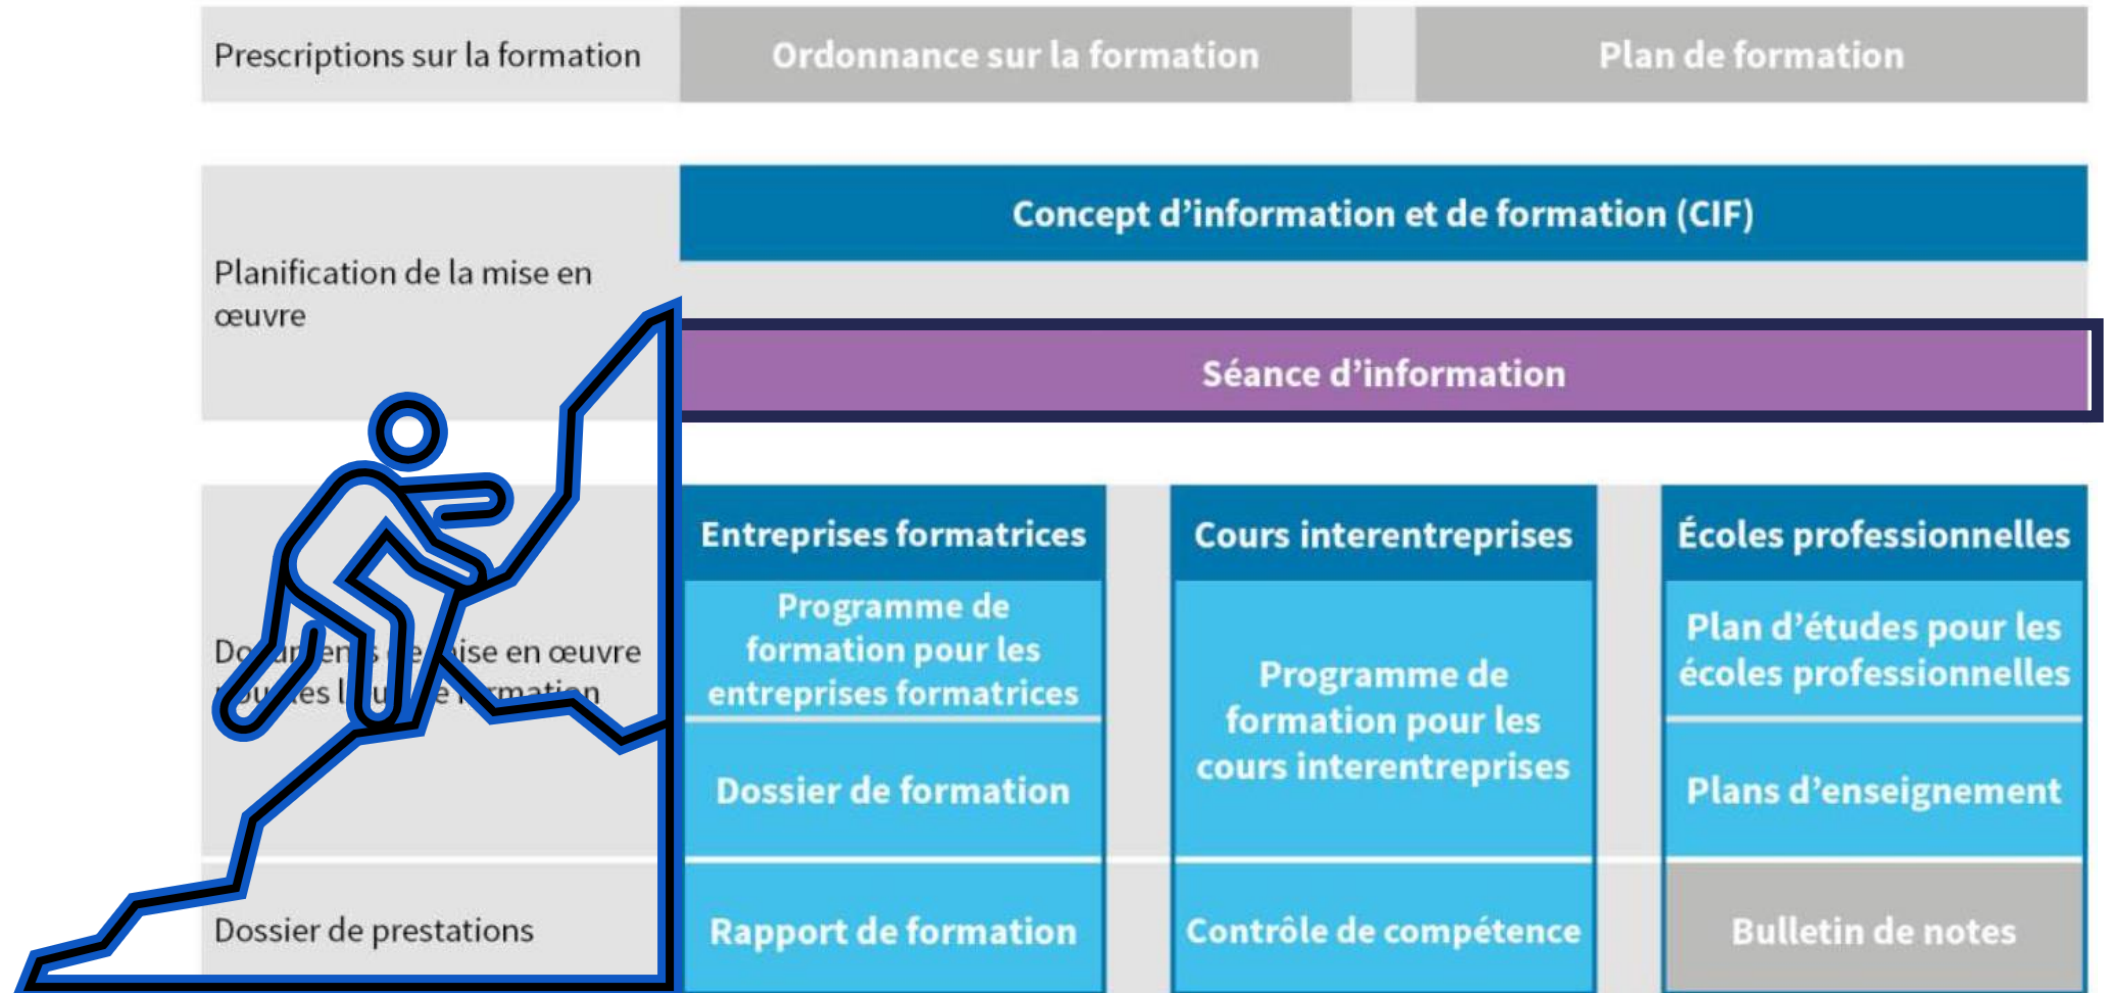 Prescriptions sur la formation
Ordonnance sur la formation
Plan de formation
Planification de la mise en
œuvre
Concept d’information et de formation (CIF)
Séance d’information
mise en œuvre
Entreprises formatrices
Programme de
formation pour les
entreprises formatrices
Dossier de formation
Cours interentreprises
Programme de
formation pour les
cours interentreprises
Écoles professionnelles
Plan d’études pour les
écoles professionnelles
Plans d’enseignement
Dossier de prestations
Rapport de formation
Contrôle de compétence
Bulletin de notes